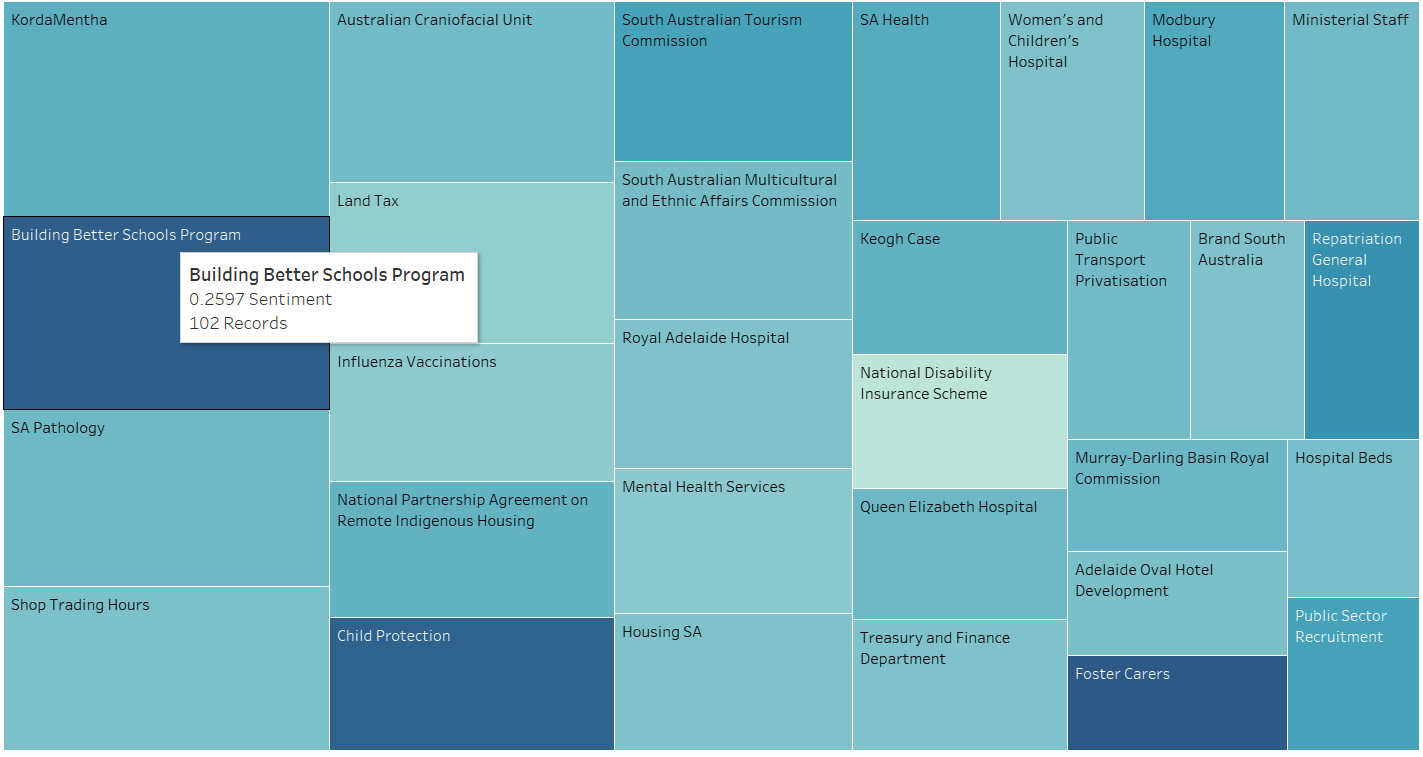 KordaMentha
Building Better Schools Program
Building Better Schools Program
0.2597 Sentiment
102 Records
SA Pathology
Shop Trading Hours
Australian Craniofacial Unit
Land Tax
Influenza Vaccinations
National Partnership Agreement on
Remote Indigenous Housing
Child Protection
South Australian Tourism
Commission
South Australian Multicultural
and Ethnic Affairs Commission
Royal Adelaide Hospital
Mental Health Services
Housing SA
SA Health
Women’s and
Children’s
Hospital
Modbury
Hospital
Ministerial Staff
Keogh Case
National Disability
Insurance Scheme
Queen Elizabeth Hospital
Treasury and Finance
Department
Public
Transport
Privatisation
Brand South
Australia
Repatriation
General
Hospital
Murray-Darling Basin Royal
Commission
Adelaide Oval Hotel
Development
Foster Carers
Hospital Beds
Public Sector
Recruitment